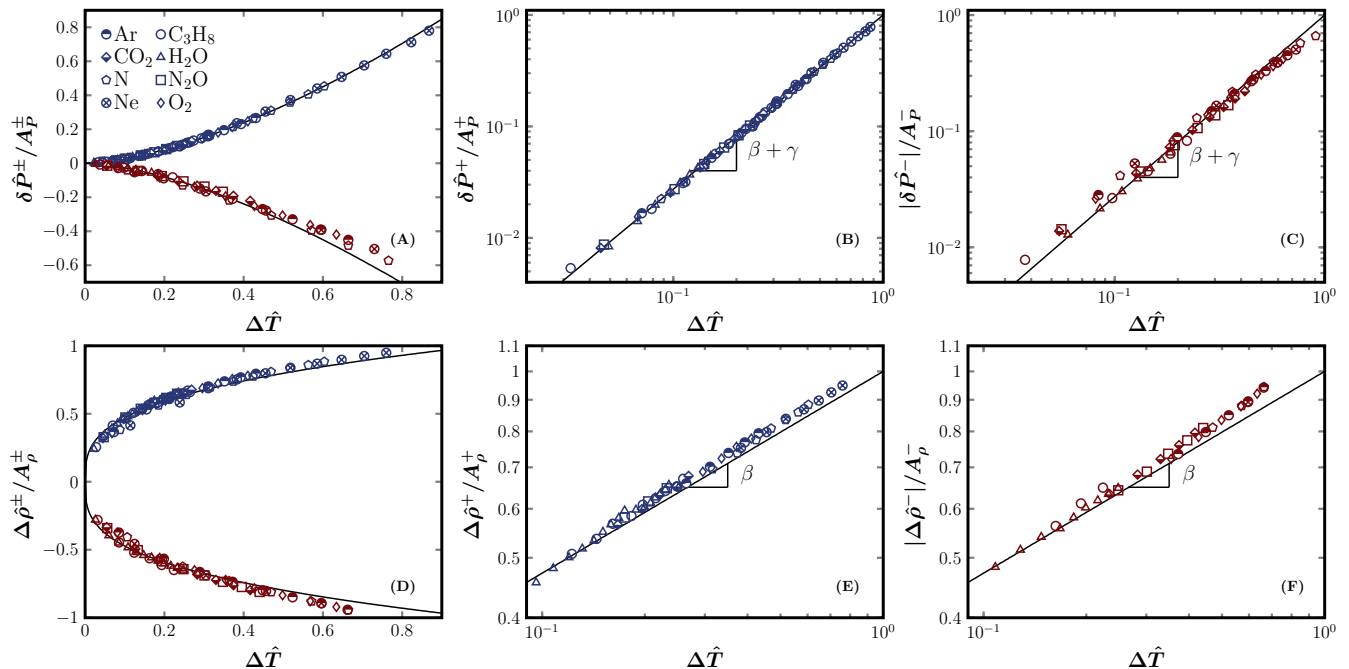 δP̂±/A±P
0.8
0.6
0.4
0.2
0
−0.2
−0.4
−0.6
Ar C₃H₈
CO₂ H₂O
N N₂O
Ne O₂
(A)
0 0.2 0.4 0.6 0.8
ΔT̂
δP̂⁺/A⁺P
10⁰
10⁻¹
10⁻²
β + γ
(B)
10⁻¹ 10⁰
ΔT̂
|δP̂⁻|/A⁻P
10⁰
10⁻¹
10⁻²
β + γ
(C)
10⁻¹ 10⁰
ΔT̂
Δρ̂±/A±ρ
1
0.5
0
−0.5
−1
(D)
0 0.2 0.4 0.6 0.8
ΔT̂
Δρ̂⁺/A⁺ρ
1.1
1
0.9
0.8
0.7
0.6
0.5
0.4
β
(E)
10⁻¹ 10⁰
ΔT̂
|Δρ̂⁻|/A⁻ρ
1.1
1
0.9
0.8
0.7
0.6
0.5
0.4
β
(F)
10⁻¹ 10⁰
ΔT̂